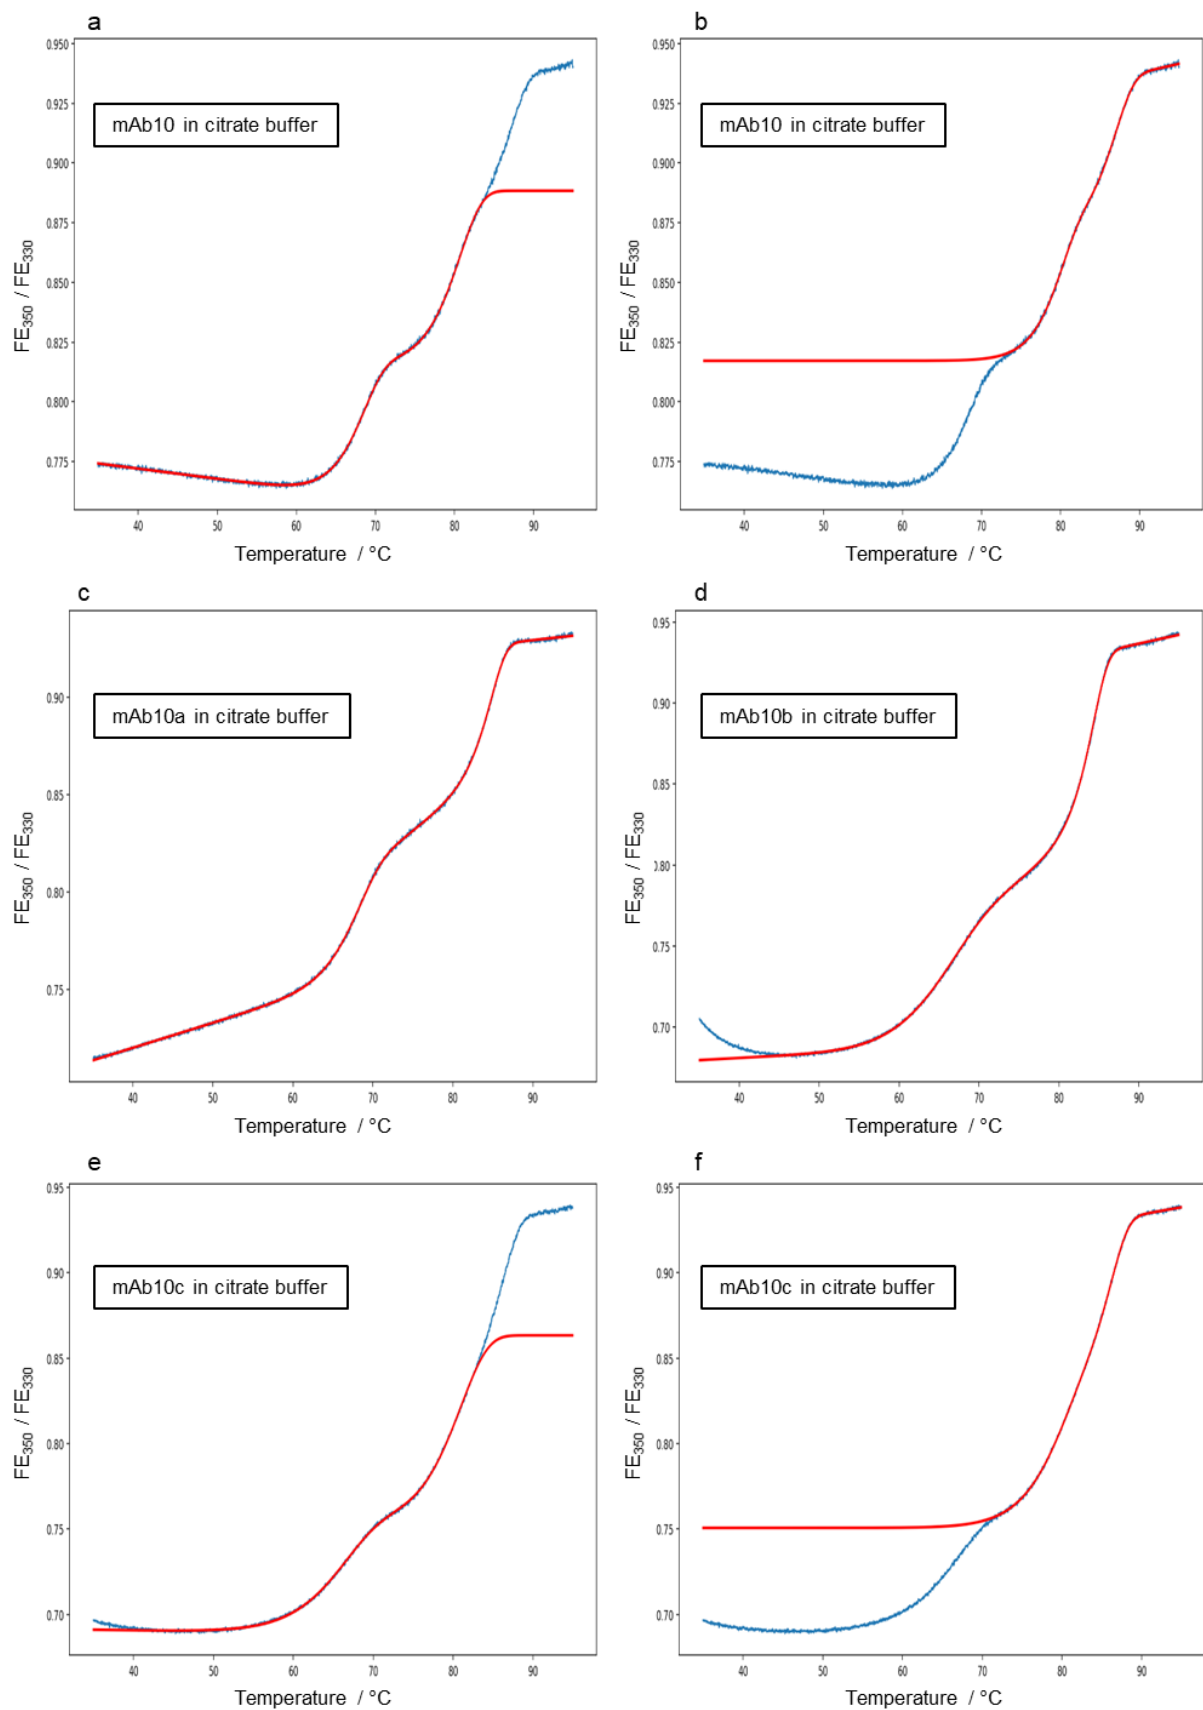 a
0.950
0.925
0.900
0.875
0.850
0.825
0.800
0.775
mAb10 in citrate buffer
FE350 / FE330
40 50 60 70 80 90
Temperature / °C
b
0.950
0.925
0.900
0.875
0.850
0.825
0.800
0.775
mAb10 in citrate buffer
FE350 / FE330
40 50 60 70 80 90
Temperature / °C
c
0.90
0.85
0.80
0.75
mAb10a in citrate buffer
FE350 / FE330
40 50 60 70 80 90
Temperature / °C
d
0.95
0.90
0.85
0.80
0.75
0.70
mAb10b in citrate buffer
FE350 / FE330
40 50 60 70 80 90
Temperature / °C
e
0.95
0.90
0.85
0.80
0.75
0.70
mAb10c in citrate buffer
FE350 / FE330
40 50 60 70 80 90
Temperature / °C
f
0.95
0.90
0.85
0.80
0.75
0.70
mAb10c in citrate buffer
FE350 / FE330
40 50 60 70 80 90
Temperature / °C